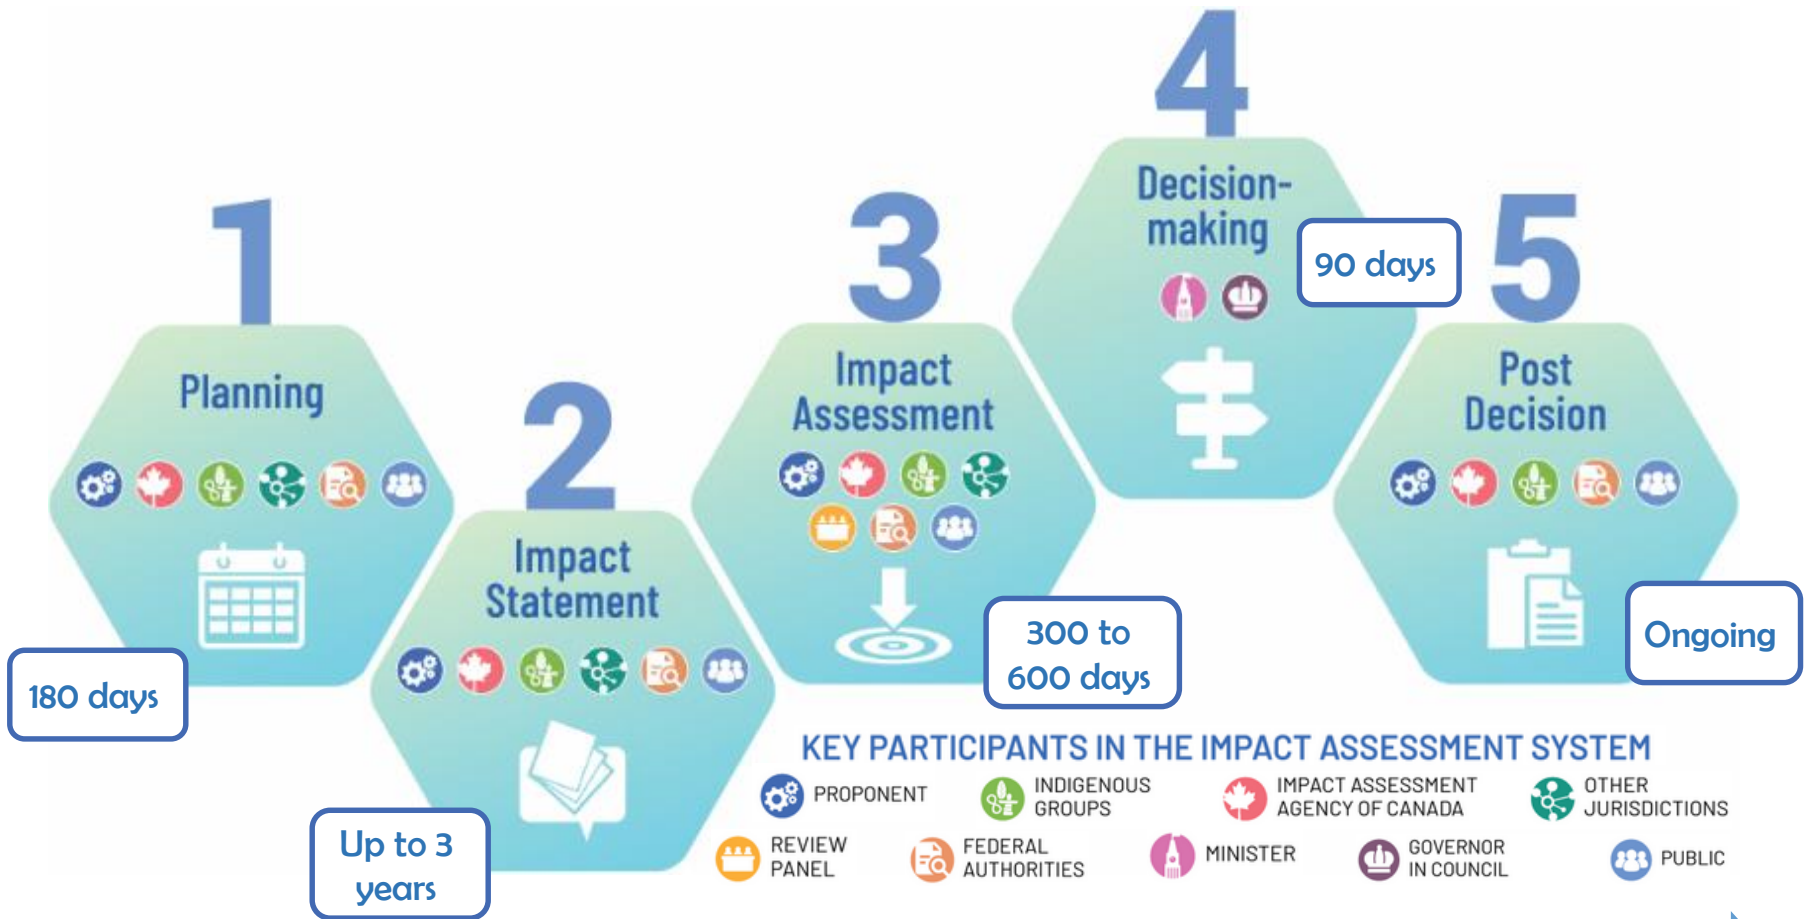 1
Planning
180 days
2
Impact
Statement
Up to 3
years
3
Impact
Assessment
300 to
600 days
4
Decision-
making
90 days
5
Post
Decision
Ongoing
KEY PARTICIPANTS IN THE IMPACT ASSESSMENT SYSTEM
PROPONENT
INDIGENOUS
GROUPS
IMPACT ASSESSMENT
AGENCY OF CANADA
OTHER
JURISDICTIONS
REVIEW
PANEL
FEDERAL
AUTHORITIES
MINISTER
GOVERNOR
IN COUNCIL
PUBLIC